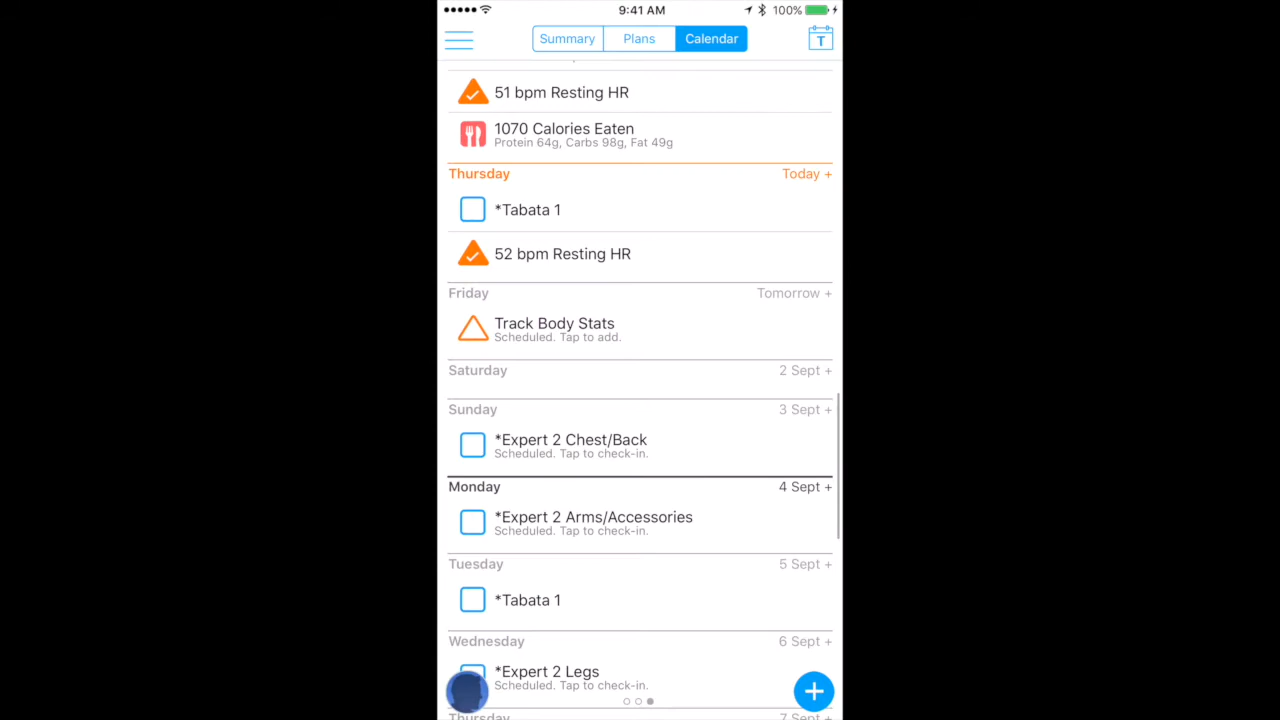 9:41 AM
100%
Summary
Plans
Calendar
T
51 bpm Resting HR
1070 Calories Eaten
Protein 64g, Carbs 98g, Fat 49g
Thursday
Today +
*Tabata 1
52 bpm Resting HR
Friday
Tomorrow +
Track Body Stats
Scheduled. Tap to add.
Saturday
2 Sept +
Sunday
3 Sept +
*Expert 2 Chest/Back
Scheduled. Tap to check-in.
Monday
4 Sept +
*Expert 2 Arms/Accessories
Scheduled. Tap to check-in.
Tuesday
5 Sept +
*Tabata 1
Wednesday
6 Sept +
*Expert 2 Legs
Scheduled. Tap to check-in.
Thursday
7 Sept +